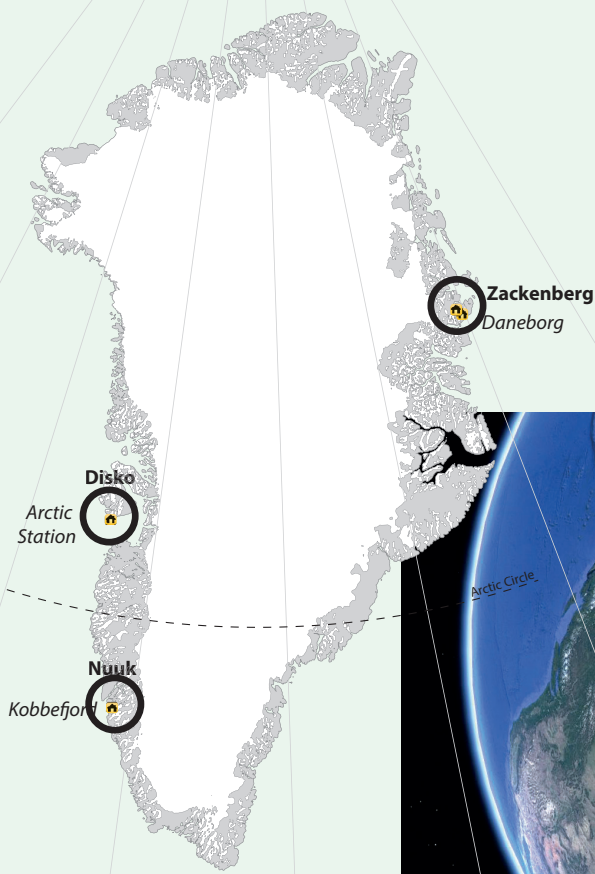 Zackenberg
Daneborg
Disko
Arctic
Station
Arctic Circle
Nuuk
Kobbefjord